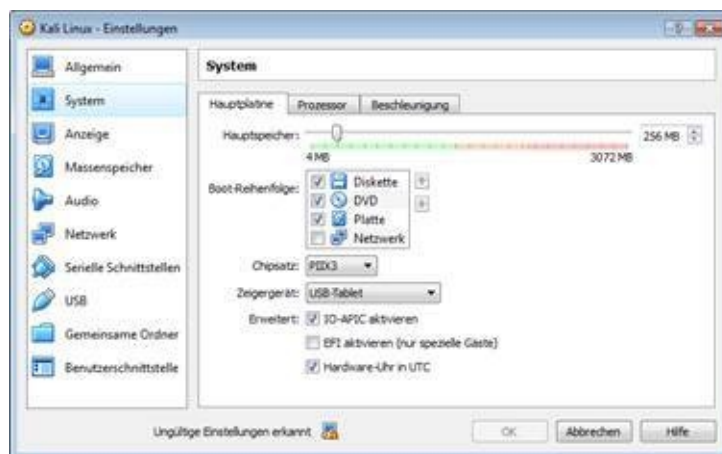 Kali Linux - Einstellungen
Allgemein
System
Anzeige
Massenspeicher
Audio
Netzwerk
Serielle Schnittstellen
USB
Gemeinsame Ordner
Benutzerschnittstelle
System
Hauptplatine Prozessor Beschleunigung
Hauptspeicher: 256 MB
4 MB 3072 MB
Boot-Reihenfolge: Diskette
DVD
Platte
Netzwerk
Chipsatz: PIIX3
Zeigergerät: USB-Tablet
Erweitert: IO-APIC aktivieren
EFI aktivieren (nur spezielle Gäste)
Hardware-Uhr in UTC
Ungültige Einstellungen erkannt OK Abbrechen Hilfe